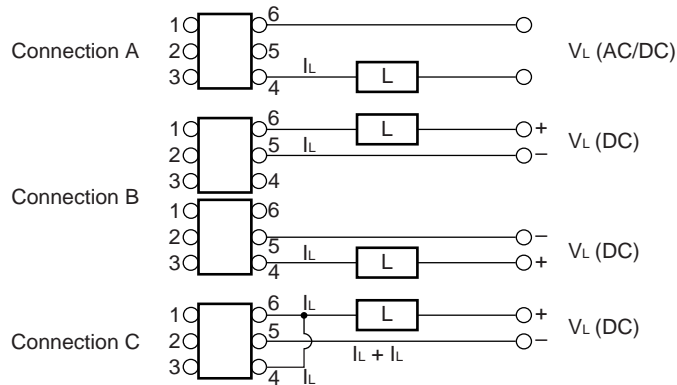 Connection A
1 6
2 5
3 4
IL L
VL (AC/DC)
Connection B
1 6 L +
2 5 IL −
3 4
VL (DC)
1 6
2 5 −
3 4 IL L +
VL (DC)
Connection C
1 6 IL L +
2 5 −
3 4 IL
IL + IL
VL (DC)